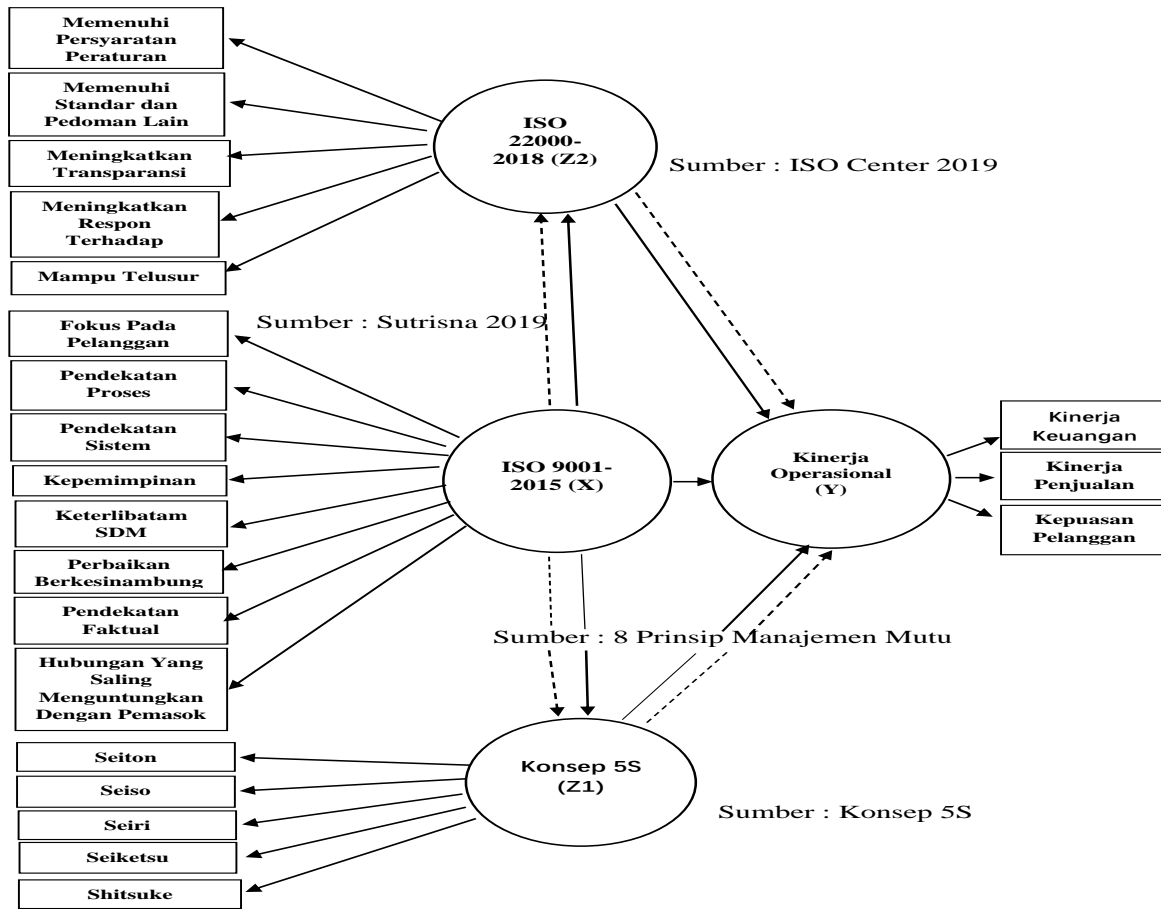 Memenuhi
Persyaratan
Peraturan
Memenuhi
Standar dan
Pedoman Lain
Meningkatkan
Transparansi
Meningkatkan
Respon
Terhadap
Mampu Telusur
ISO
22000-
2018 (Z2)
Sumber : ISO Center 2019
Sumber : Sutrisna 2019
Fokus Pada
Pelanggan
Pendekatan
Proses
Pendekatan
Sistem
Kepemimpinan
Keterlibatam
SDM
Perbaikan
Berkesinambung
Pendekatan
Faktual
Hubungan Yang
Saling
Menguntungkan
Dengan Pemasok
ISO 9001-
2015 (X)
Kinerja
Operasional
(Y)
Kinerja
Keuangan
Kinerja
Penjualan
Kepuasan
Pelanggan
Sumber : 8 Prinsip Manajemen Mutu
Seiton
Seiso
Seiri
Seiketsu
Shitsuke
Konsep 5S
(Z1)
Sumber : Konsep 5S